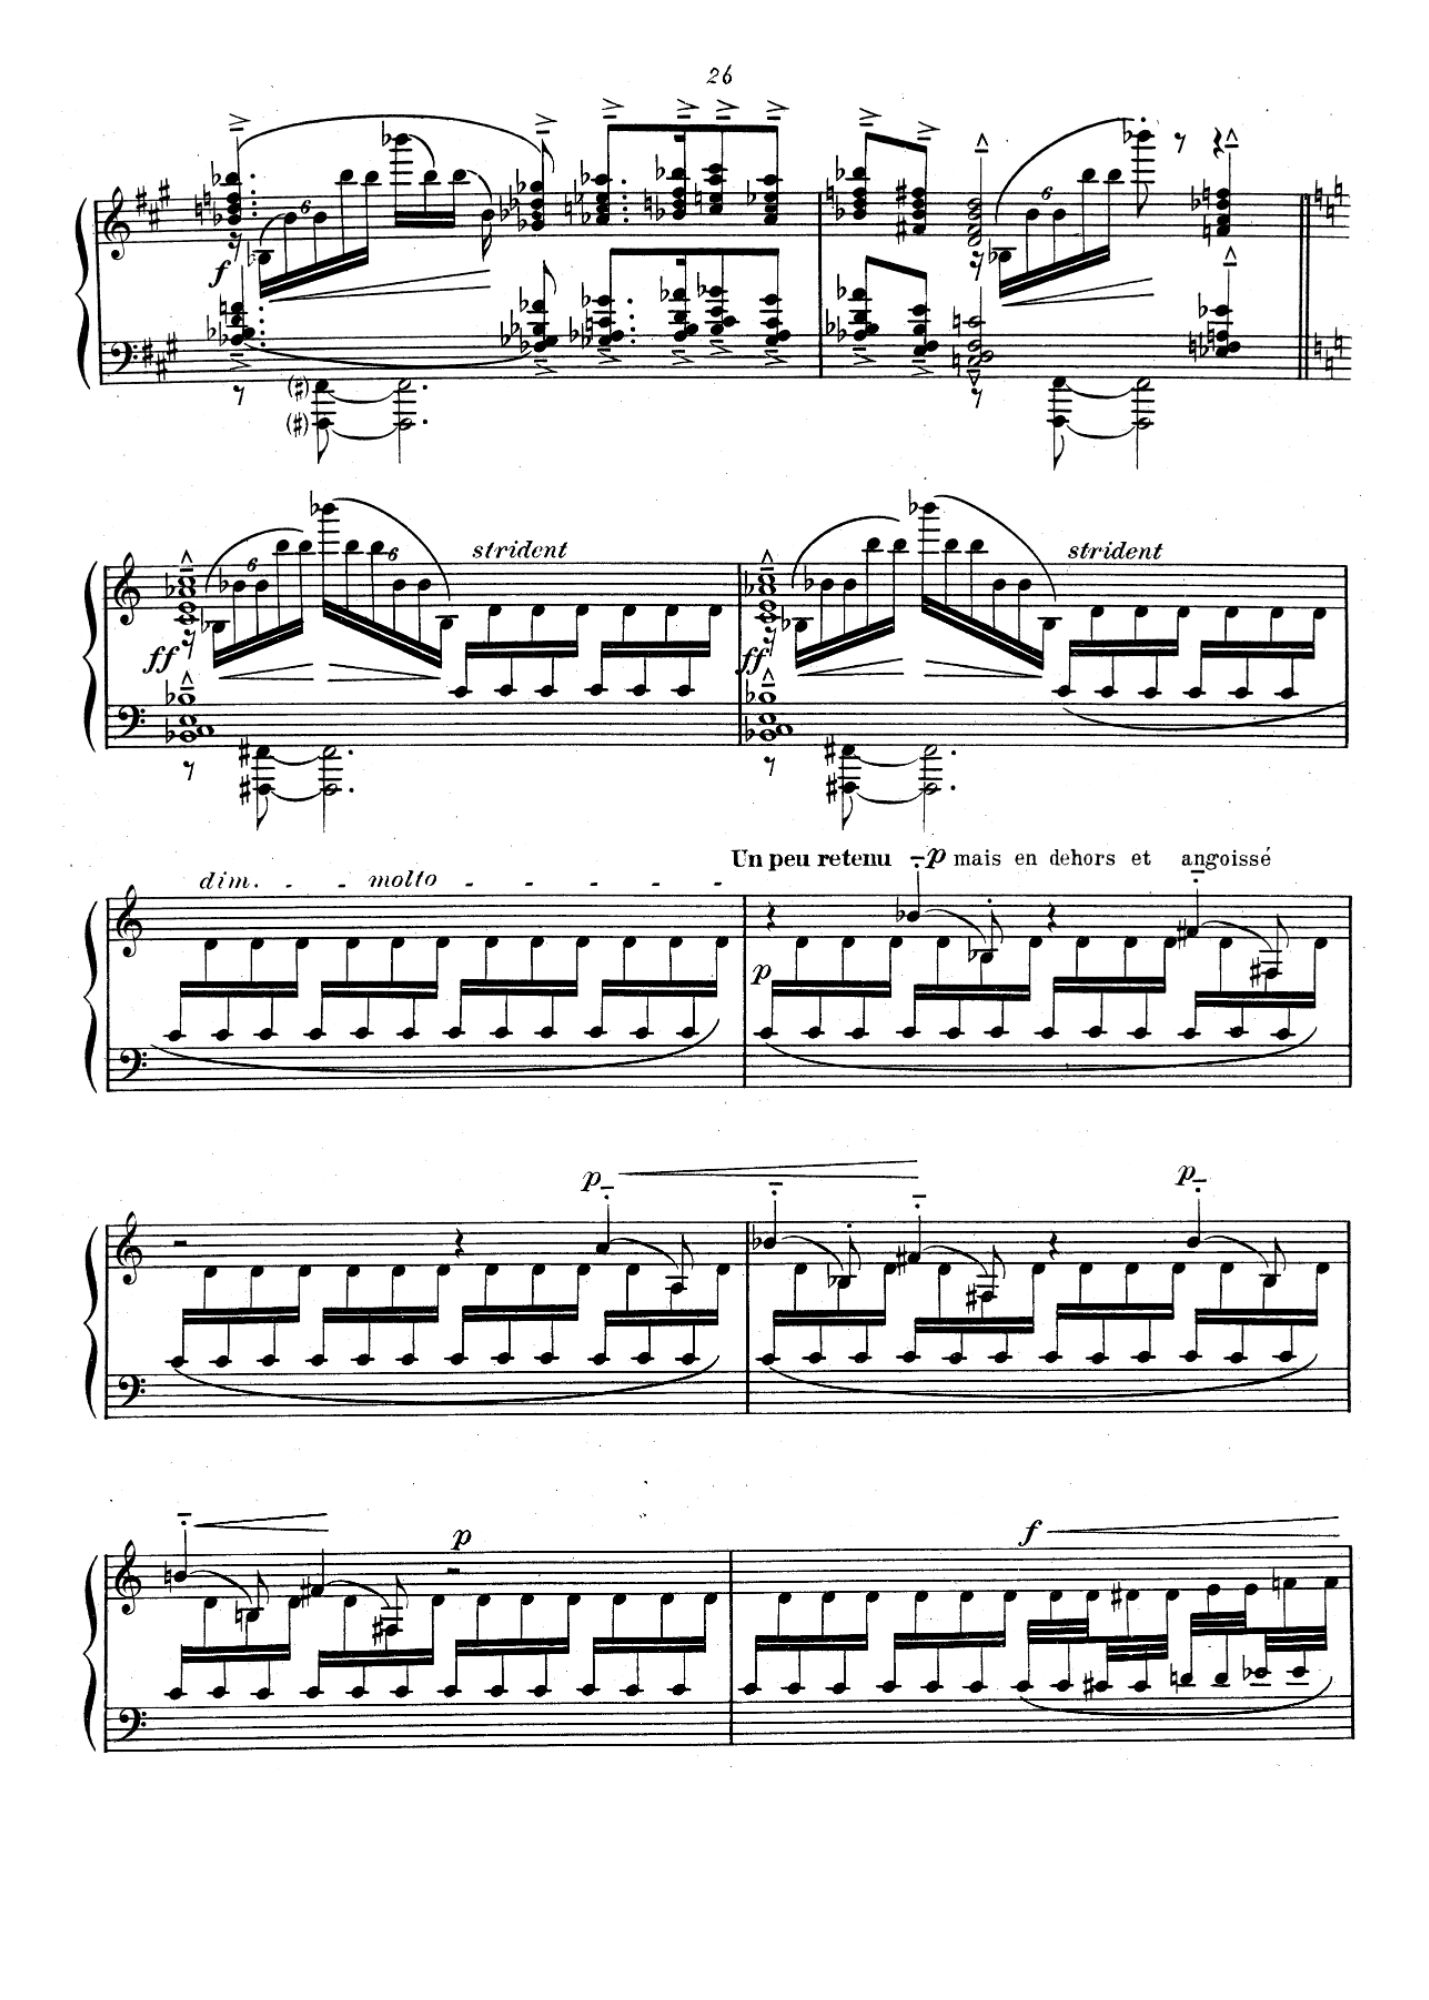 26
6
6
f
6
6
strident
6
strident
ff
ff
Un peu retenu p mais en dehors et angoissé
dim. - - molto - - - - - -
p
p
p
p
f